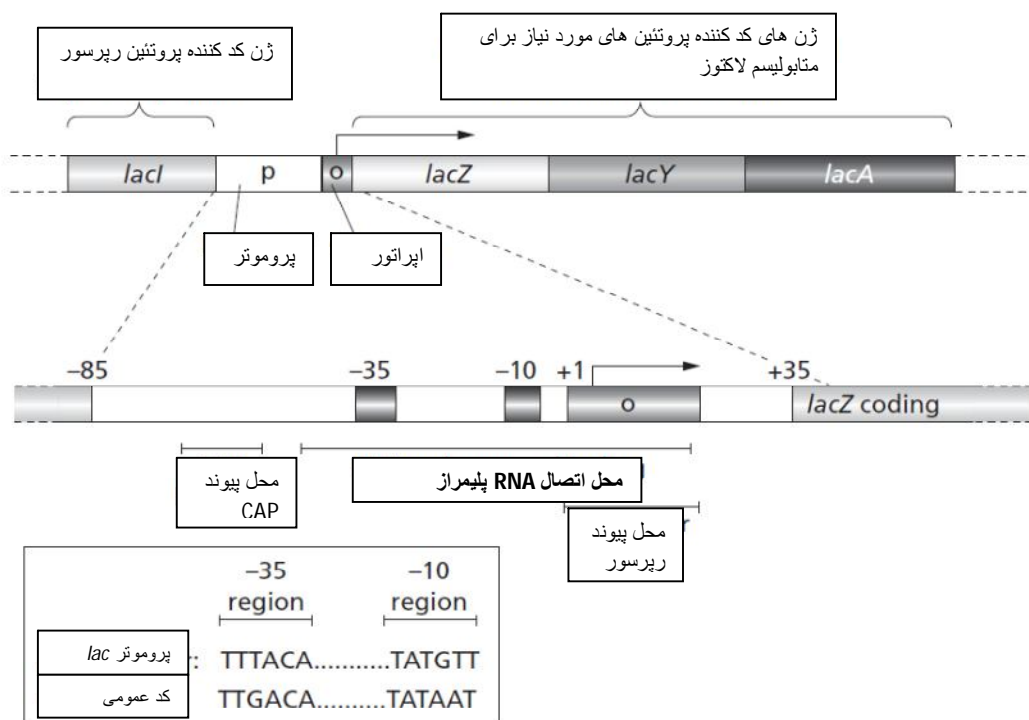 ژن کد کننده پروتئین رپرسور
ژن های کد کننده پروتئین های مورد نیاز برای
متابولیسم لاکتوز
lacI
p
o
lacZ
lacY
lacA
پروموتر
اپراتور
–85
–35
–10
+1
+35
o
lacZ coding
محل پیوند
CAP
محل اتصال RNA پلیمراز
محل پیوند
رپرسور
–35
region
–10
region
پروموتر lac
: TTTACA...........TATGTT
کد عمومی
TTGACA..........TATAAT